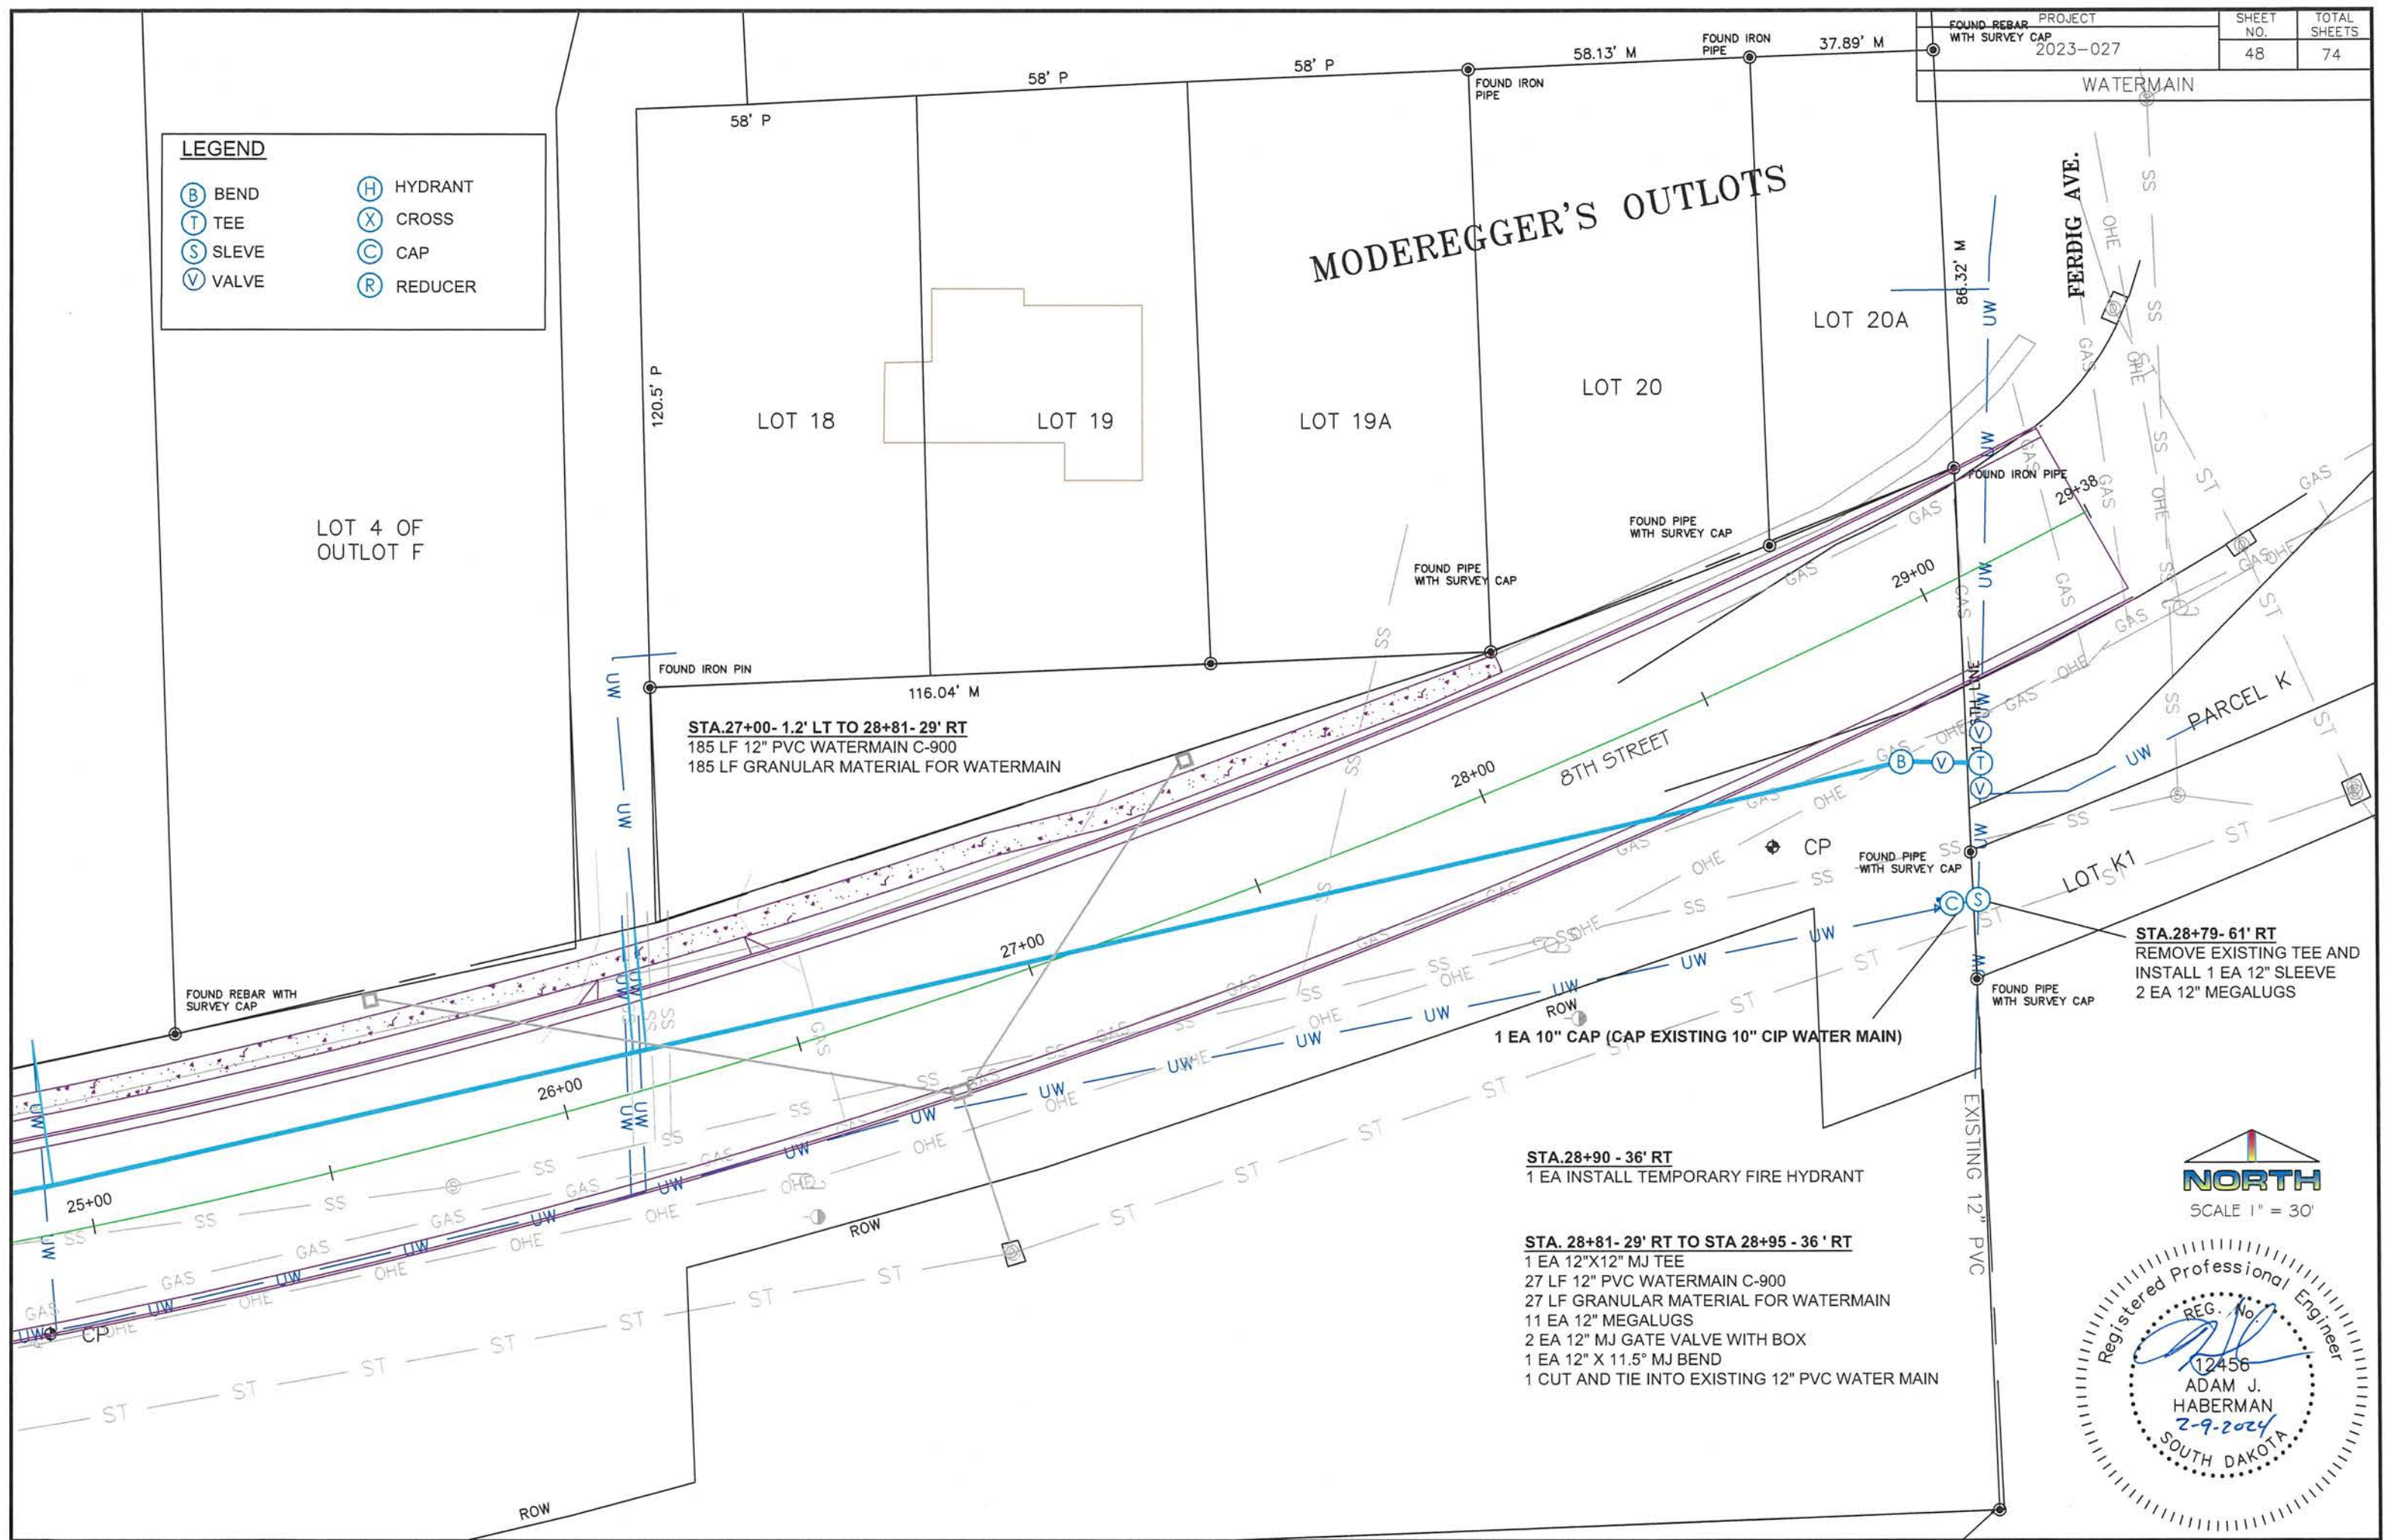 PROJECT
2023-027
SHEET NO.
48
TOTAL SHEETS
74
WATERMAIN
FOUND REBAR
WITH SURVEY CAP
FOUND IRON
PIPE
37.89' M
58.13' M
FOUND IRON
PIPE
58' P
58' P
58' P
LEGEND
B BEND
T TEE
S SLEVE
V VALVE
H HYDRANT
X CROSS
C CAP
R REDUCER
MODEREGGER'S OUTLOTS
FERDIG AVE.
86.32' M
120.5' P
LOT 18
LOT 19
LOT 19A
LOT 20
LOT 20A
LOT 4 OF
OUTLOT F
FOUND IRON PIPE
29+38
FOUND PIPE
WITH SURVEY CAP
FOUND PIPE
WITH SURVEY CAP
29+00
FOUND IRON PIN
116.04' M
STA.27+00- 1.2' LT TO 28+81- 29' RT
185 LF 12" PVC WATERMAIN C-900
185 LF GRANULAR MATERIAL FOR WATERMAIN
8TH STREET
28+00
PARCEL K
B V T
V
V
CP
FOUND PIPE
WITH SURVEY CAP
LOT K1
C S
27+00
STA.28+79- 61' RT
REMOVE EXISTING TEE AND
INSTALL 1 EA 12" SLEEVE
2 EA 12" MEGALUGS
FOUND REBAR WITH
SURVEY CAP
FOUND PIPE
WITH SURVEY CAP
ROW
1 EA 10" CAP (CAP EXISTING 10" CIP WATER MAIN)
26+00
25+00
EXISTING 12" PVC
STA.28+90 - 36' RT
1 EA INSTALL TEMPORARY FIRE HYDRANT
STA. 28+81- 29' RT TO STA 28+95 - 36 ' RT
1 EA 12"X12" MJ TEE
27 LF 12" PVC WATERMAIN C-900
27 LF GRANULAR MATERIAL FOR WATERMAIN
11 EA 12" MEGALUGS
2 EA 12" MJ GATE VALVE WITH BOX
1 EA 12" X 11.5° MJ BEND
1 CUT AND TIE INTO EXISTING 12" PVC WATER MAIN
ROW
CP
ROW
UW
SS
GAS
OHE
ST
NORTH
SCALE 1" = 30'
Registered Professional Engineer
REG. No.
12456
ADAM J.
HABERMAN
2-9-2024
SOUTH DAKOTA